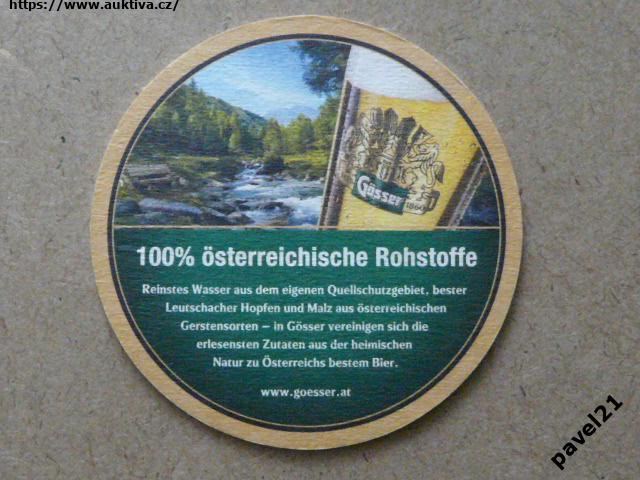 https://www.auktiva.cz/
Gösser
100% österreichische Rohstoffe
Reinstes Wasser aus dem eigenen Quellschutzgebiet, bester
Leutschacher Hopfen und Malz aus österreichischen
Gerstensorten – in Gösser vereinigen sich die
erlesensten Zutaten aus der heimischen
Natur zu Österreichs bestem Bier.
www.goesser.at
pavel21